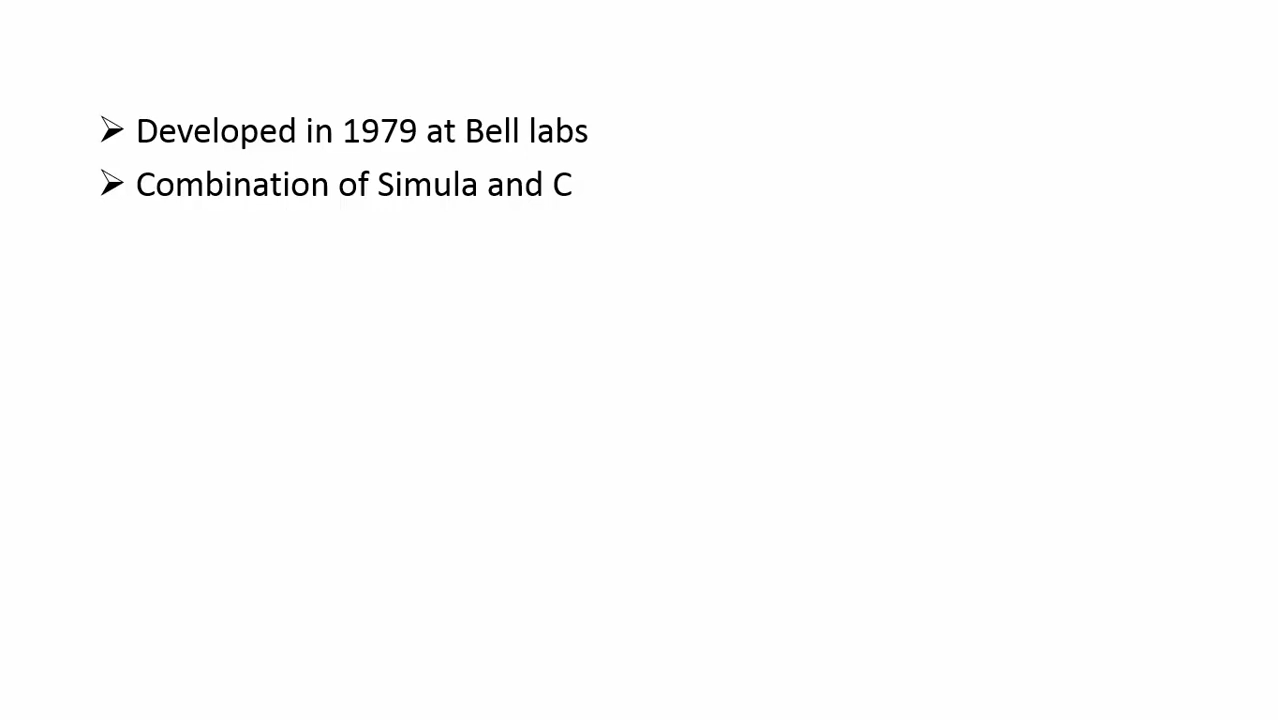 ➢ Developed in 1979 at Bell labs
➢ Combination of Simula and C